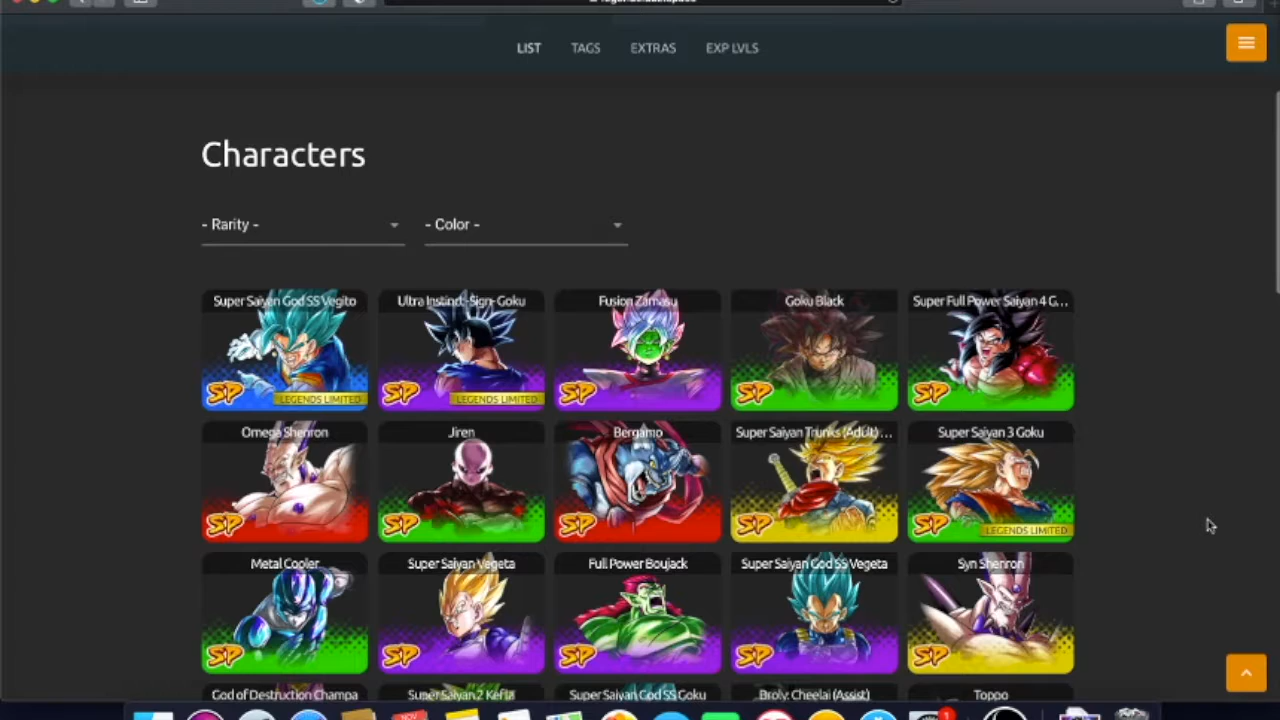 LIST TAGS EXTRAS EXP LVLS
Characters
- Rarity - - Color -
Super Saiyan God SS Vegito Ultra Instinct -Sign- Goku Fusion Zamasu Goku Black Super Full Power Saiyan 4 G...
SP LEGENDS LIMITED SP LEGENDS LIMITED SP SP SP
Omega Shenron Jiren Bergamo Super Saiyan Trunks (Adult) ... Super Saiyan 3 Goku
SP SP SP SP SP LEGENDS LIMITED
Metal Cooler Super Saiyan Vegeta Full Power Boujack Super Saiyan God SS Vegeta Syn Shenron
SP SP SP SP SP
God of Destruction Champa Super Saiyan 2 Kefla Super Saiyan God SS Goku Broly: Cheelai (Assist) Toppo
NOV 1